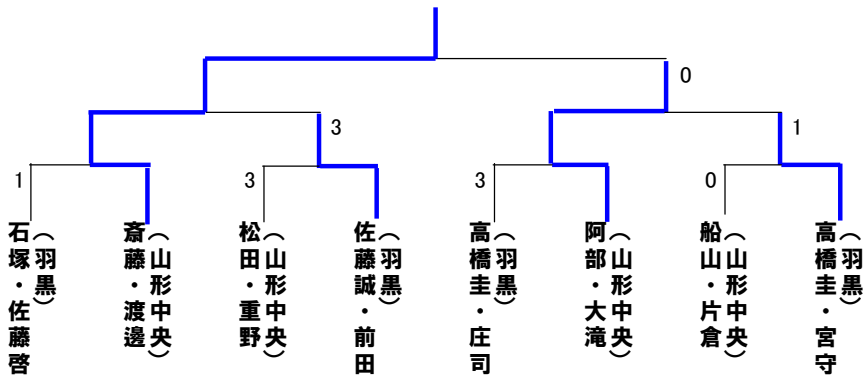 0
3
1
1
3
3
0
石塚・佐藤啓
(羽黒)
斎藤・渡邊
(山形中央)
松田・重野
(山形中央)
佐藤誠・前田
(羽黒)
高橋圭・庄司
(羽黒)
阿部・大滝
(山形中央)
船山・片倉
(山形中央)
高橋圭・宮守
(羽黒)